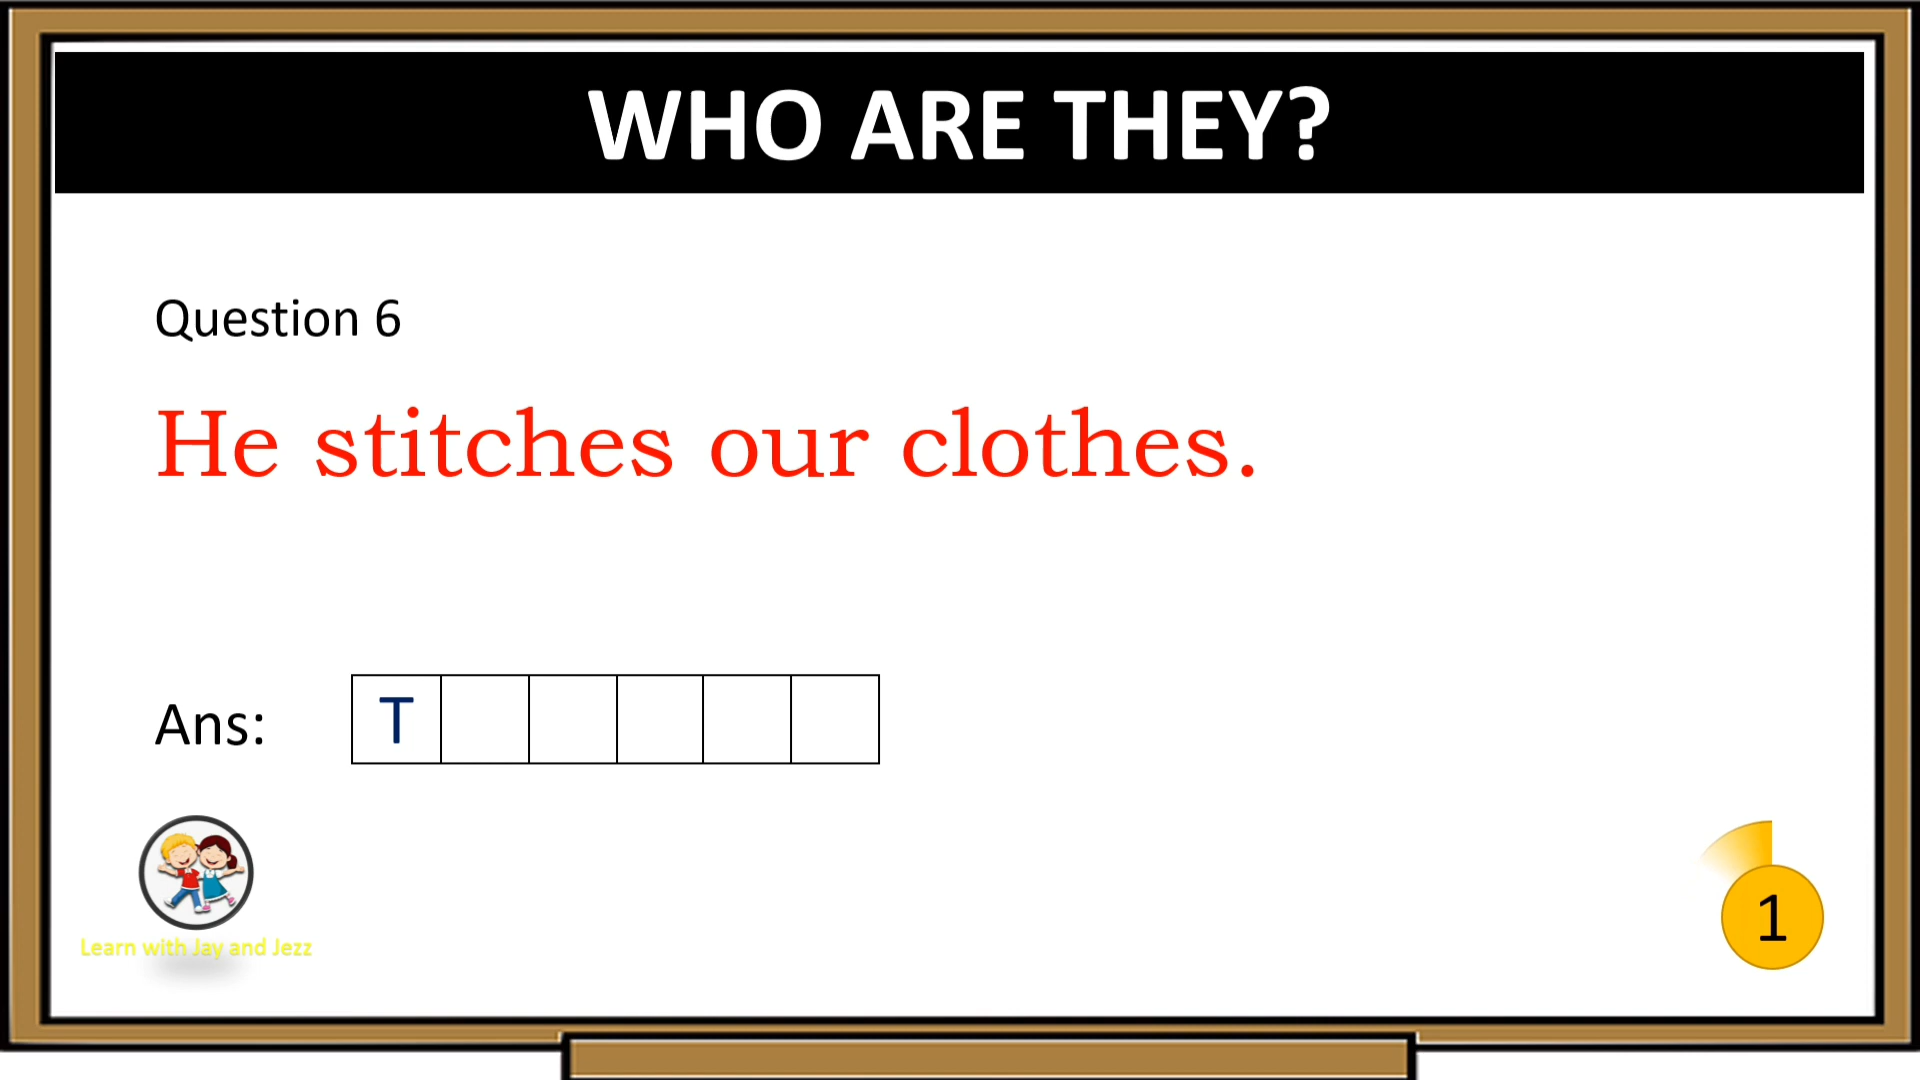 WHO ARE THEY?
Question 6
He stitches our clothes.
Ans: T
Learn with Jay and Jezz
1